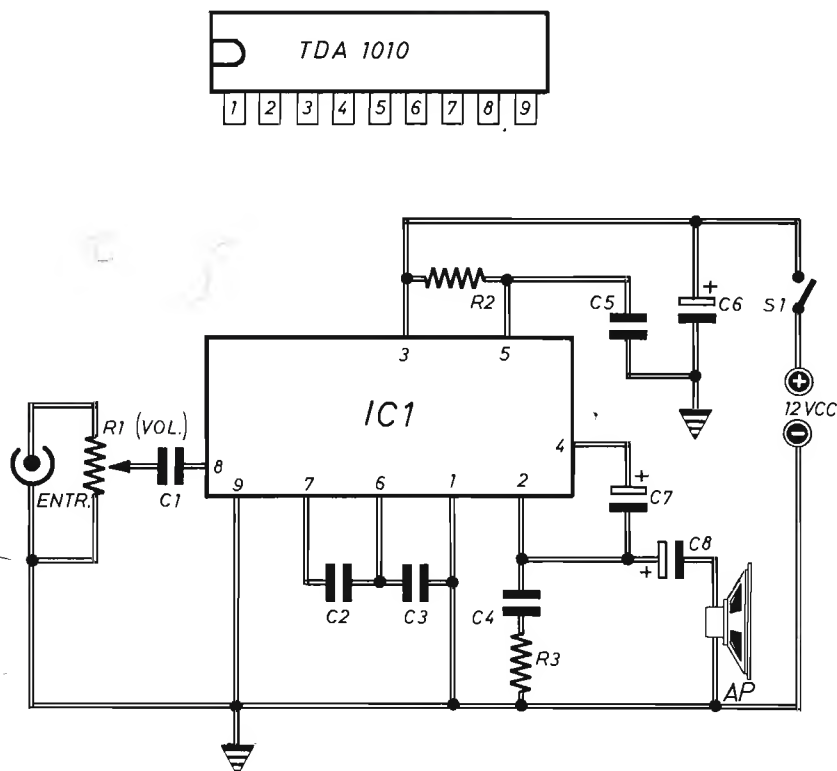 TDA 1010
1 2 3 4 5 6 7 8 9
R2
C5
+
C6
S1
3
5
IC1
+
12 VCC
-
R1 (VOL.)
ENTR.
C1
8
9
7
6
1
2
4
+
C7
C2
C3
C4
+
C8
R3
AP